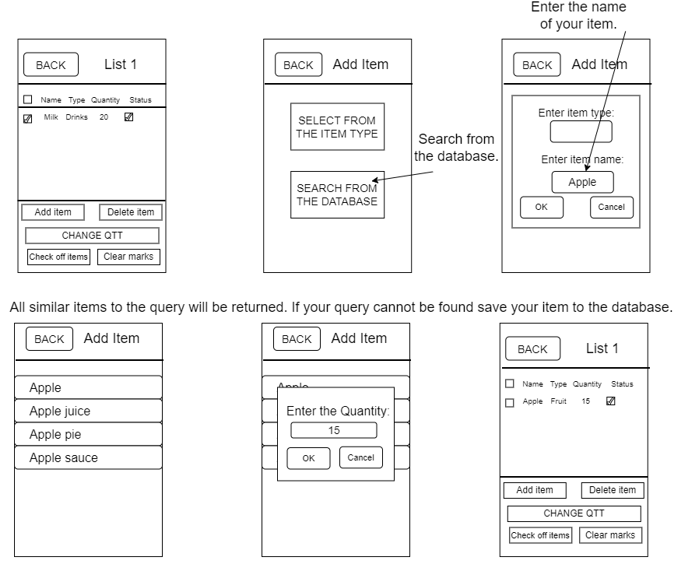 Enter the name
of your item.
BACK List 1
Name Type Quantity Status
Milk Drinks 20
Add item Delete item
CHANGE QTT
Check off items Clear marks
BACK Add Item
SELECT FROM
THE ITEM TYPE
SEARCH FROM
THE DATABASE
Search from
the database.
BACK Add Item
Enter item type:
Enter item name:
Apple
OK Cancel
All similar items to the query will be returned. If your query cannot be found save your item to the database.
BACK Add Item
Apple
Apple juice
Apple pie
Apple sauce
BACK Add Item
Apple
Enter the Quantity:
15
OK Cancel
BACK List 1
Name Type Quantity Status
Apple Fruit 15
Add item Delete item
CHANGE QTT
Check off items Clear marks